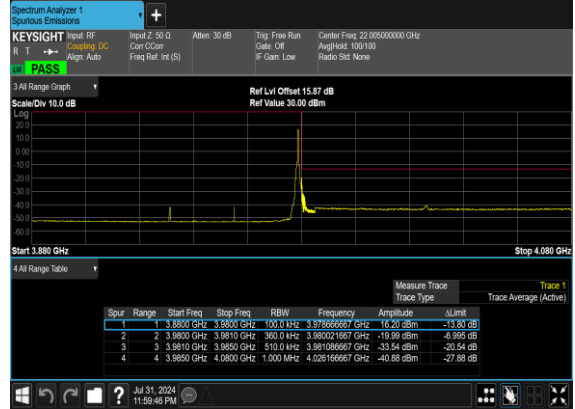 Spectrum Analyzer 1
Spurious Emissions
KEYSIGHT Input: RF Input Z: 50 Ω Atten: 30 dB Trig: Free Run Center Freq: 22.005000000 GHz
R T Coupling: DC Corr CCorr Gate: Off Avg|Hold: 100/100
Align: Auto Freq Ref: Int (S) IF Gain: Low Radio Std: None
PASS
3 All Range Graph
Ref Lvl Offset 15.87 dB
Scale/Div 10.0 dB Ref Value 30.00 dBm
Log
20.0
10.0
0.00
-10.0
-20.0
-30.0
-40.0
-50.0
-60.0
Start 3.880 GHz Stop 4.080 GHz
4 All Range Table
Measure Trace Trace 1
Trace Type Trace Average (Active)
Spur Range Start Freq Stop Freq RBW Frequency Amplitude ΔLimit
1 1 3.8800 GHz 3.9800 GHz 100.0 kHz 3.978666667 GHz 16.20 dBm -13.80 dB
2 2 3.9800 GHz 3.9810 GHz 360.0 kHz 3.980021667 GHz -19.99 dBm -6.995 dB
3 3 3.9810 GHz 3.9850 GHz 510.0 kHz 3.981086667 GHz -33.54 dBm -20.54 dB
4 4 3.9850 GHz 4.0800 GHz 1.000 MHz 4.026166667 GHz -40.88 dBm -27.88 dB
? Jul 31, 2024
11:59:46 PM